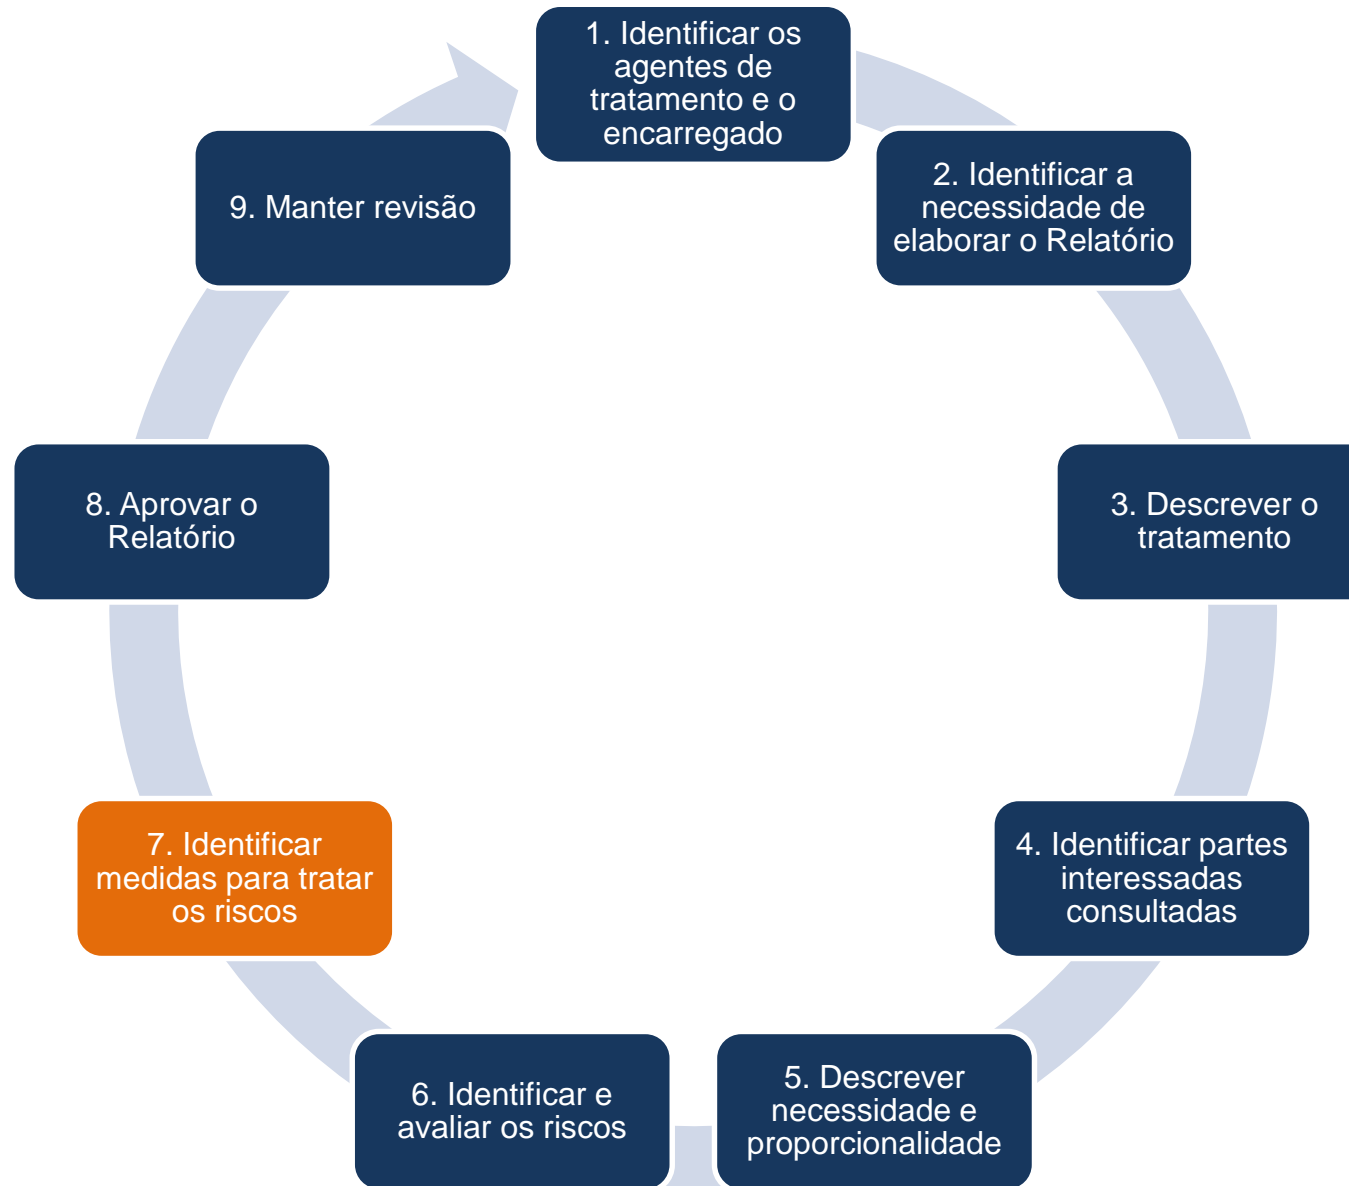 1. Identificar os
agentes de
tratamento e o
encarregado
2. Identificar a
necessidade de
elaborar o Relatório
3. Descrever o
tratamento
4. Identificar partes
interessadas
consultadas
5. Descrever
necessidade e
proporcionalidade
6. Identificar e
avaliar os riscos
7. Identificar
medidas para tratar
os riscos
8. Aprovar o
Relatório
9. Manter revisão